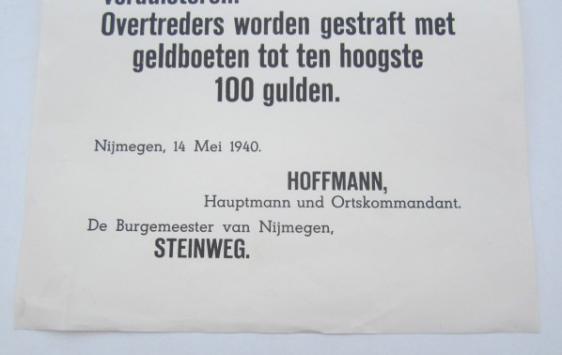 Overtreders worden gestraft met
geldboeten tot ten hoogste
100 gulden.
Nijmegen, 14 Mei 1940.
HOFFMANN,
Hauptmann und Ortskommandant.
De Burgemeester van Nijmegen,
STEINWEG.